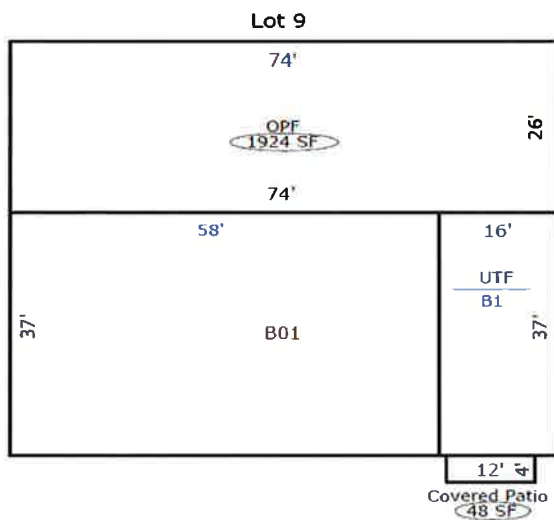 Lot 9
74'
OPF
1924 SF
26'
74'
58'
16'
UTF
B1
37'
B01
37'
12'
4'
Covered Patio
48 SF